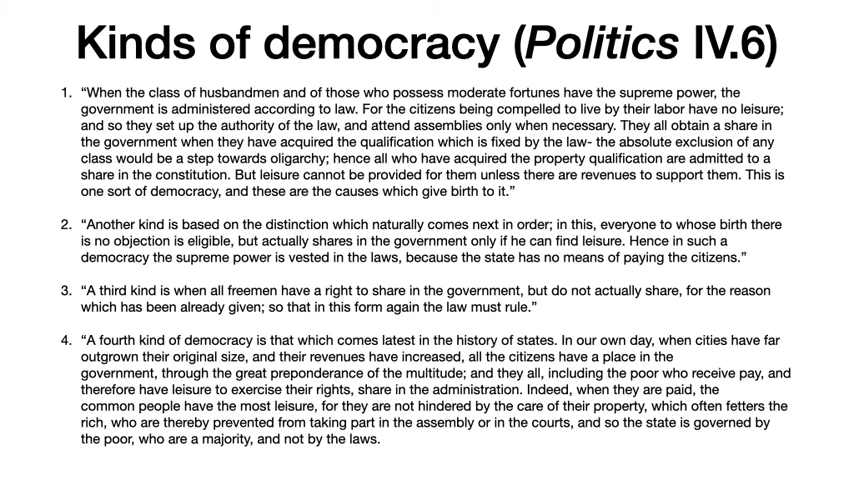 Kinds of democracy (Politics IV.6)
1. “When the class of husbandmen and of those who possess moderate fortunes have the supreme power, the
government is administered according to law. For the citizens being compelled to live by their labor have no leisure;
and so they set up the authority of the law, and attend assemblies only when necessary. They all obtain a share in
the government when they have acquired the qualification which is fixed by the law- the absolute exclusion of any
class would be a step towards oligarchy; hence all who have acquired the property qualification are admitted to a
share in the constitution. But leisure cannot be provided for them unless there are revenues to support them. This is
one sort of democracy, and these are the causes which give birth to it.”
2. “Another kind is based on the distinction which naturally comes next in order; in this, everyone to whose birth there
is no objection is eligible, but actually shares in the government only if he can find leisure. Hence in such a
democracy the supreme power is vested in the laws, because the state has no means of paying the citizens.”
3. “A third kind is when all freemen have a right to share in the government, but do not actually share, for the reason
which has been already given; so that in this form again the law must rule.”
4. “A fourth kind of democracy is that which comes latest in the history of states. In our own day, when cities have far
outgrown their original size, and their revenues have increased, all the citizens have a place in the
government, through the great preponderance of the multitude; and they all, including the poor who receive pay, and
therefore have leisure to exercise their rights, share in the administration. Indeed, when they are paid, the
common people have the most leisure, for they are not hindered by the care of their property, which often fetters the
rich, who are thereby prevented from taking part in the assembly or in the courts, and so the state is governed by
the poor, who are a majority, and not by the laws.